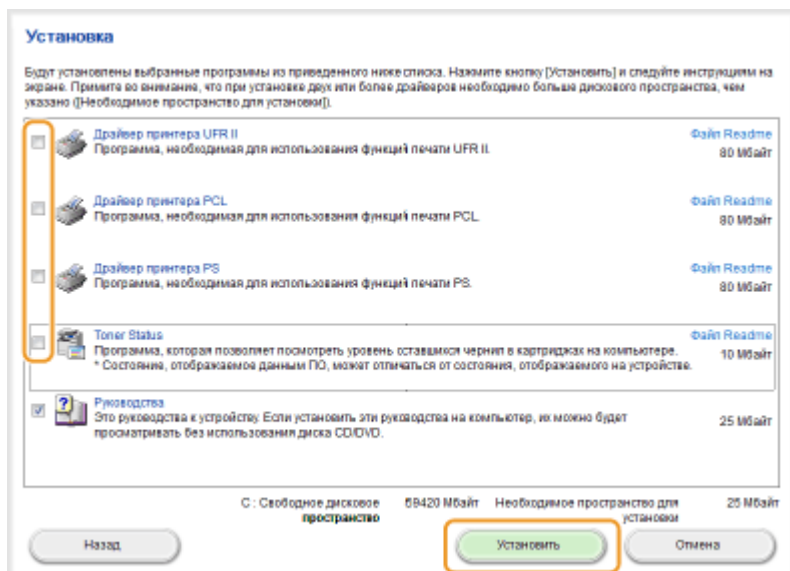 Установка
Будут установлены выбранные программы из приведенного ниже списка. Нажмите кнопку [Установить] и следуйте инструкциям на
экране. Примите во внимание, что при установке двух или более драйверов необходимо больше дискового пространства, чем
указано ([Необходимое пространство для установки]).
Драйвер принтера UFR II
Файл Readme
Программа, необходимая для использования функций печати UFR II.
80 Мбайт
Драйвер принтера PCL
Файл Readme
Программа, необходимая для использования функций печати PCL.
80 Мбайт
Драйвер принтера PS
Файл Readme
Программа, необходимая для использования функций печати PS.
80 Мбайт
Toner Status
Файл Readme
Программа, которая позволяет посмотреть уровень оставшихся чернил в картриджах на компьютере.
10 Мбайт
* Состояние, отображаемое данным ПО, может отличаться от состояния, отображаемого на устройстве.
Руководства
Это руководства к устройству. Если установить эти руководства на компьютер, их можно будет
просматривать без использования диска CD/DVD.
25 Мбайт
C : Свободное дисковое
пространство
59420 Мбайт
Необходимое пространство для
установки
25 Мбайт
Назад
Установить
Отмена